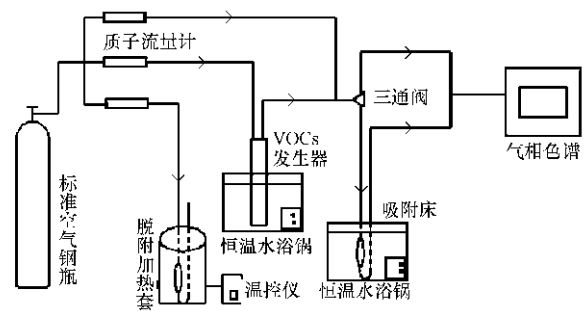 质子流量计
三通阀
气相色谱
VOCs
发生器
标准空气钢瓶
脱附加热套
恒温水浴锅
吸附床
温控仪
恒温水浴锅